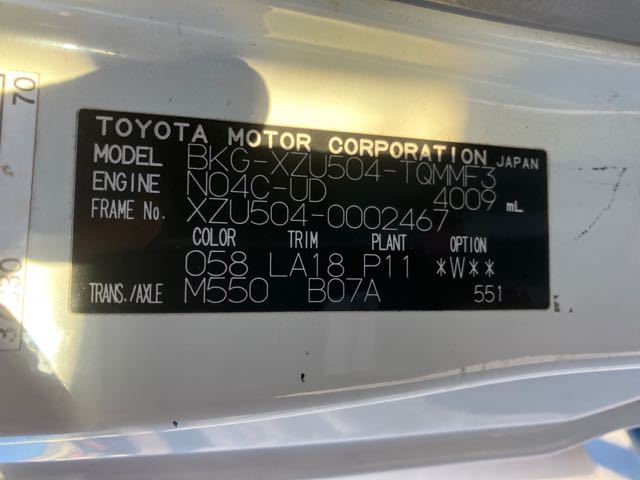 TOYOTA MOTOR CORPORATION JAPAN
MODEL BKG-XZU504-TQMMF3
ENGINE N04C-UD 4009 mL
FRAME No. XZU504-0002467
COLOR TRIM PLANT OPTION
058 LA18 P11 *W**
TRANS./AXLE M550 B07A 551
70